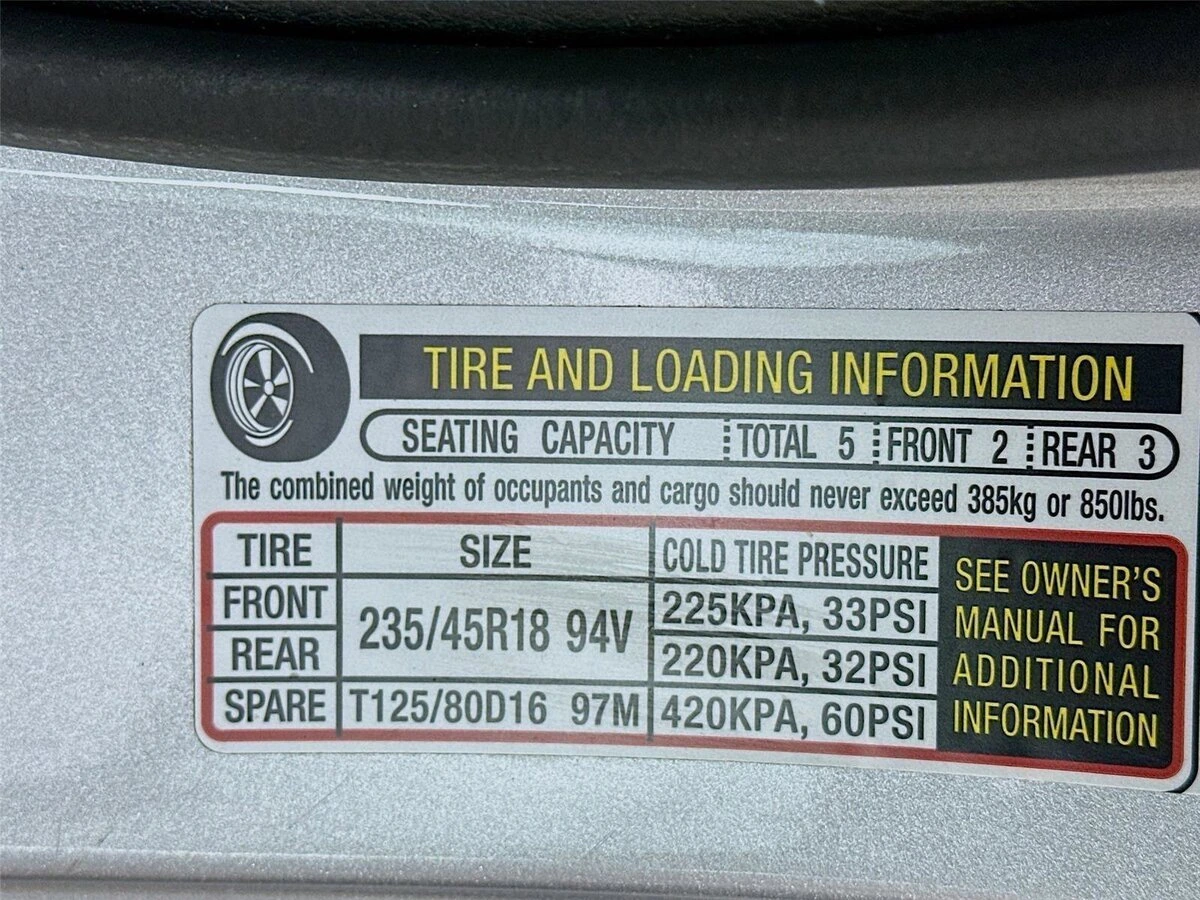 TIRE AND LOADING INFORMATION
SEATING CAPACITY TOTAL 5 FRONT 2 REAR 3
The combined weight of occupants and cargo should never exceed 385kg or 850lbs.
TIRE SIZE COLD TIRE PRESSURE
FRONT 235/45R18 94V 225KPA, 33PSI
REAR 220KPA, 32PSI
SPARE T125/80D16 97M 420KPA, 60PSI
SEE OWNER'S
MANUAL FOR
ADDITIONAL
INFORMATION